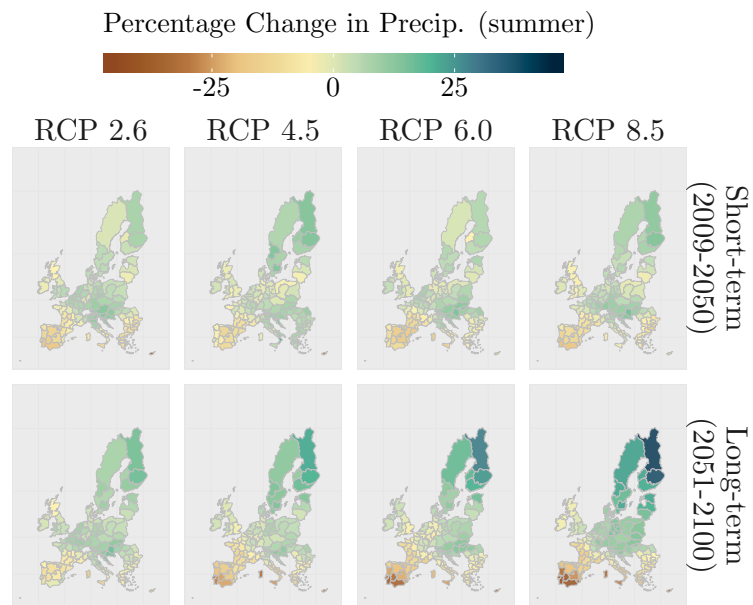 Percentage Change in Precip. (summer)
-25 0 25
RCP 2.6 RCP 4.5 RCP 6.0 RCP 8.5
Short-term
(2009-2050)
Long-term
(2051-2100)